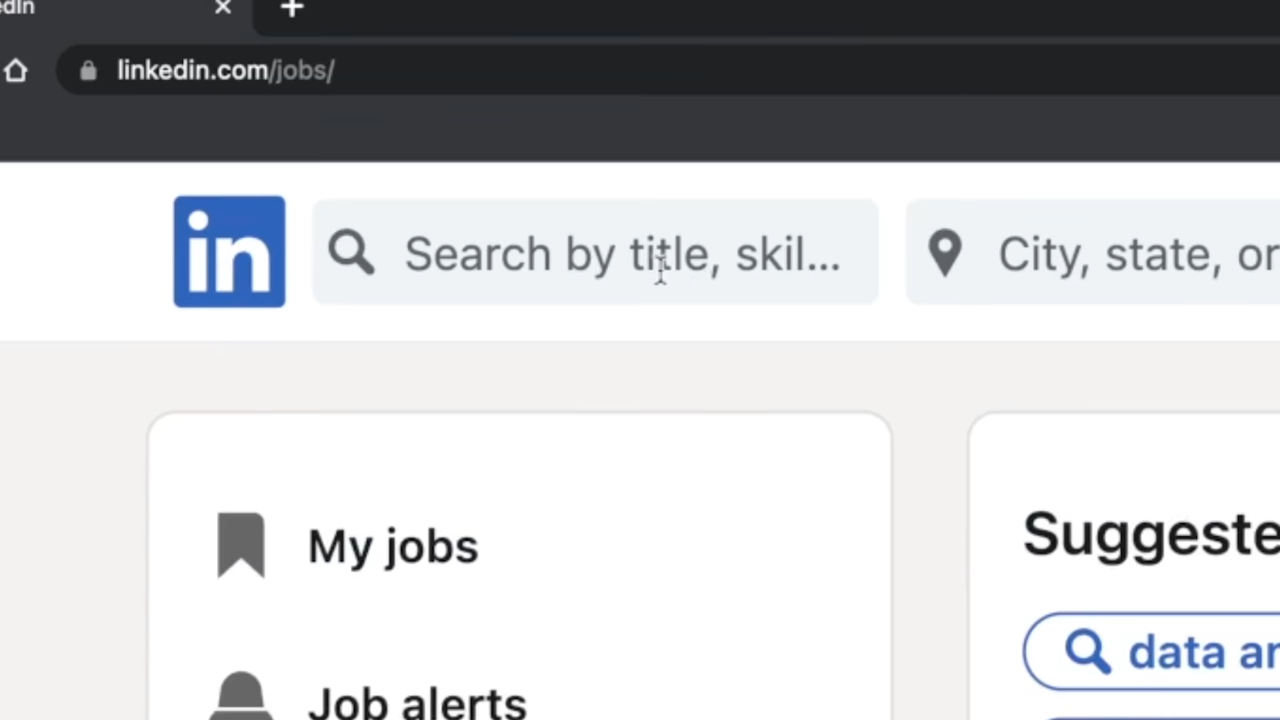 edIn
linkedin.com/jobs/
in
Search by title, skil...
City, state, or
My jobs
Suggeste
data ar
Job alerts